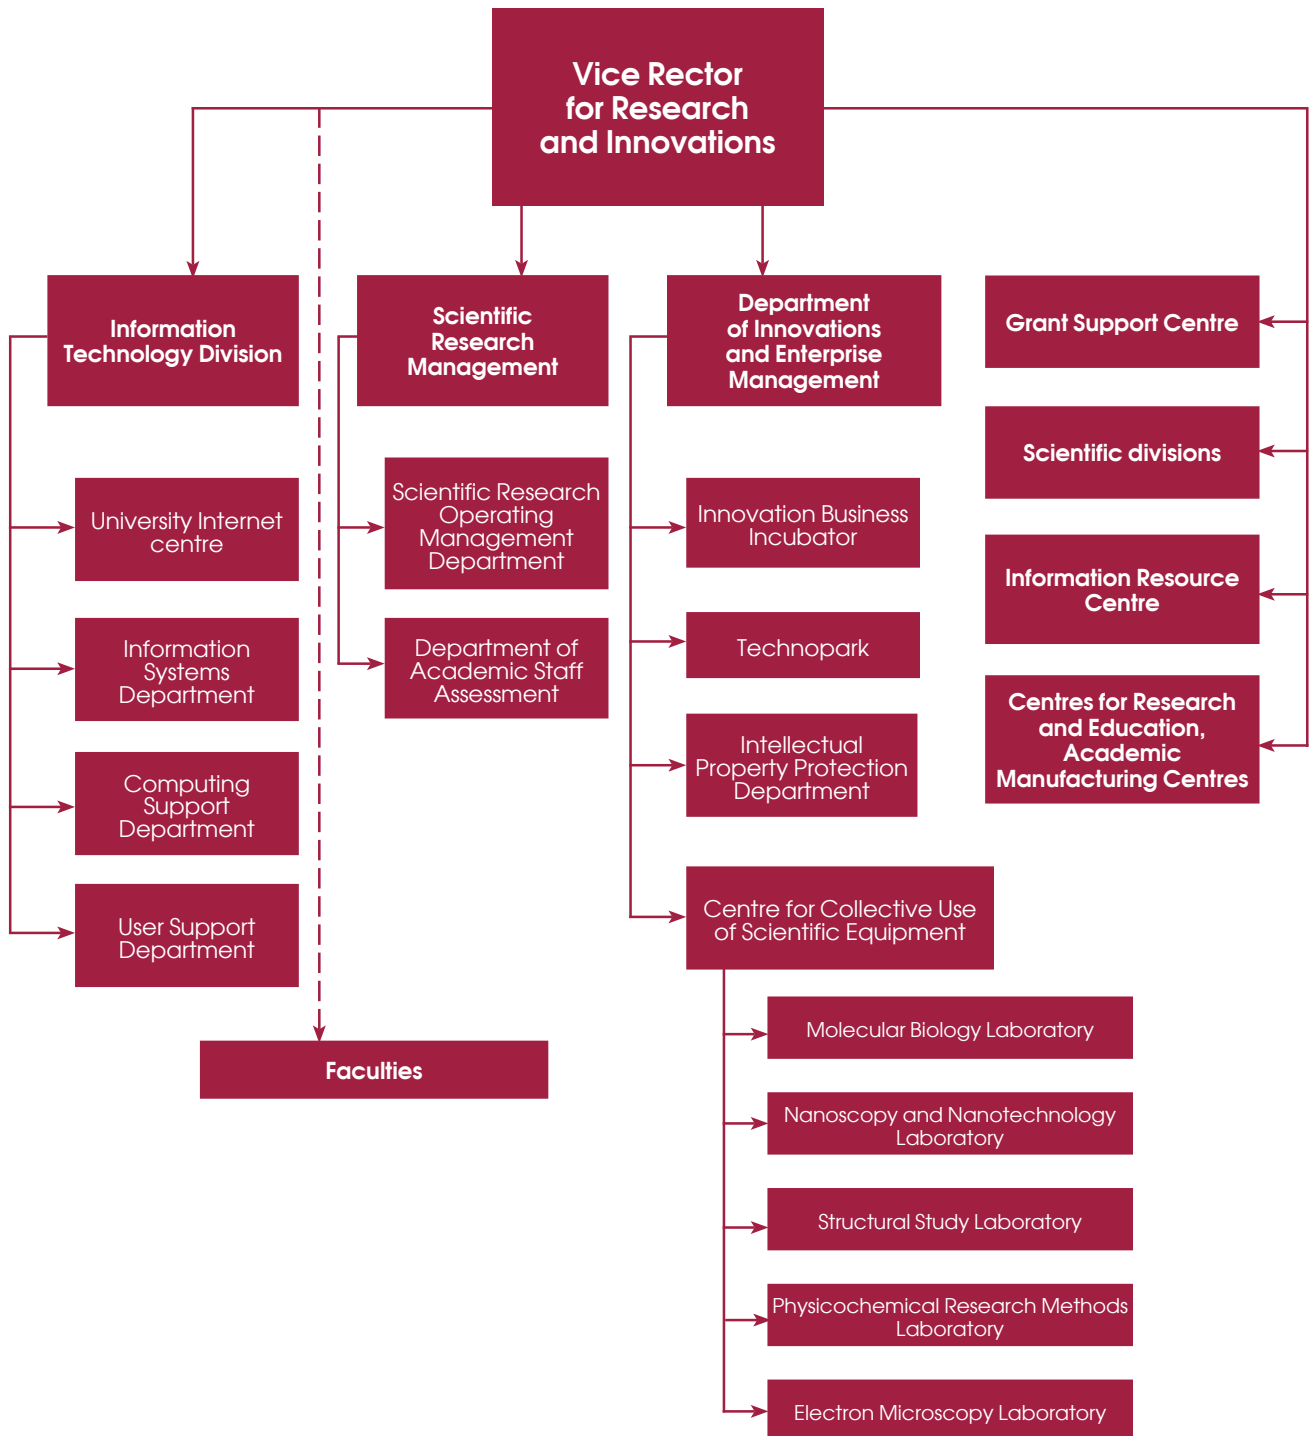 Vice Rector
for Research
and Innovations
Information
Technology Division
Scientific
Research
Management
Department
of Innovations
and Enterprise
Management
Grant Support Centre
Scientific divisions
Information Resource
Centre
Centres for Research
and Education,
Academic
Manufacturing Centres
University Internet
centre
Information
Systems
Department
Computing
Support
Department
User Support
Department
Scientific Research
Operating
Management
Department
Department of
Academic Staff
Assessment
Innovation Business
Incubator
Technopark
Intellectual
Property Protection
Department
Centre for Collective Use
of Scientific Equipment
Faculties
Molecular Biology Laboratory
Nanoscopy and Nanotechnology
Laboratory
Structural Study Laboratory
Physicochemical Research Methods
Laboratory
Electron Microscopy Laboratory